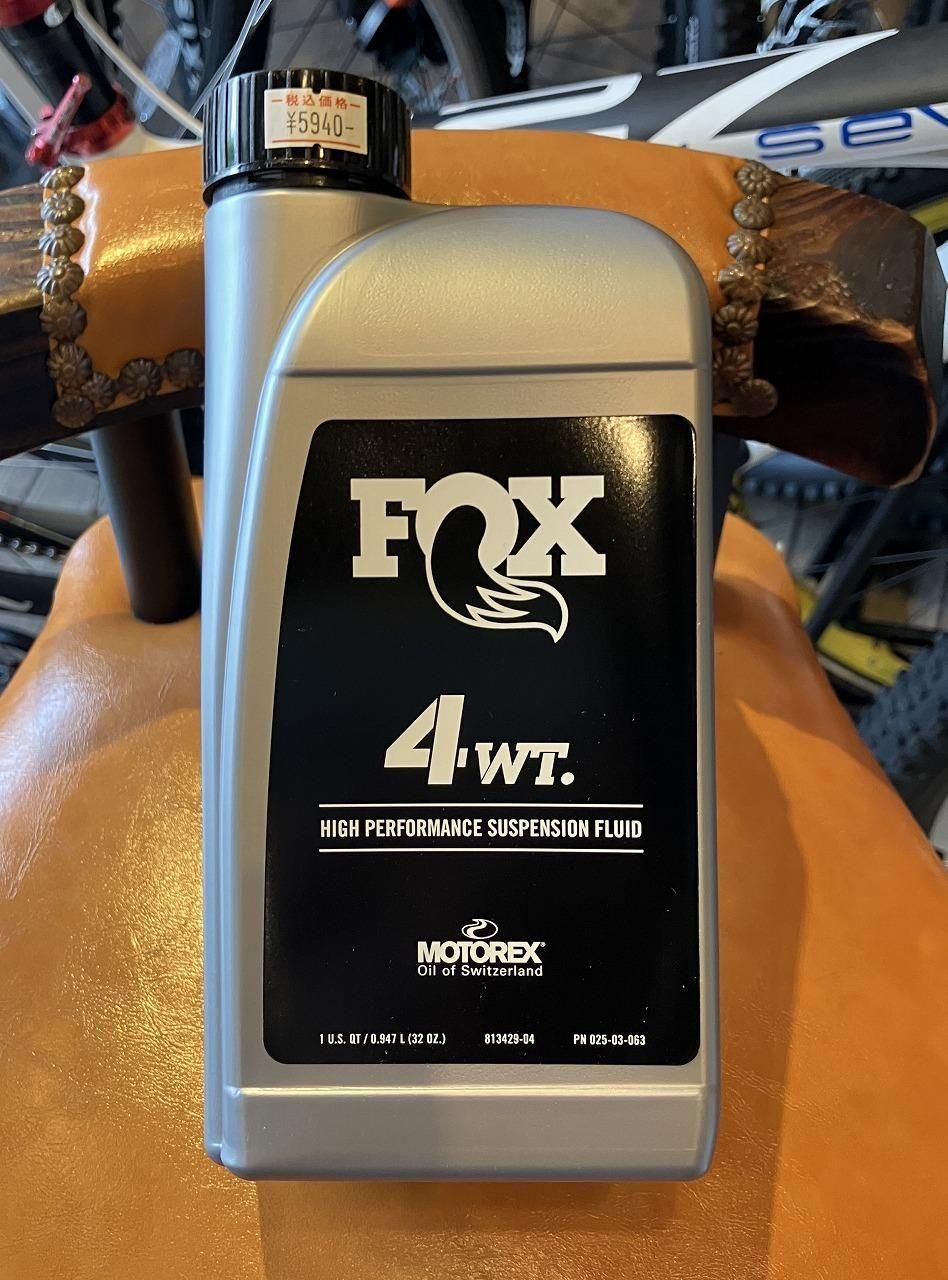 税込価格
¥5940-
sev
FOX
4WT.
HIGH PERFORMANCE SUSPENSION FLUID
MOTOREX®
Oil of Switzerland
1 U.S. QT / 0.947 L (32 OZ.) 813429-04 PN 025-03-063